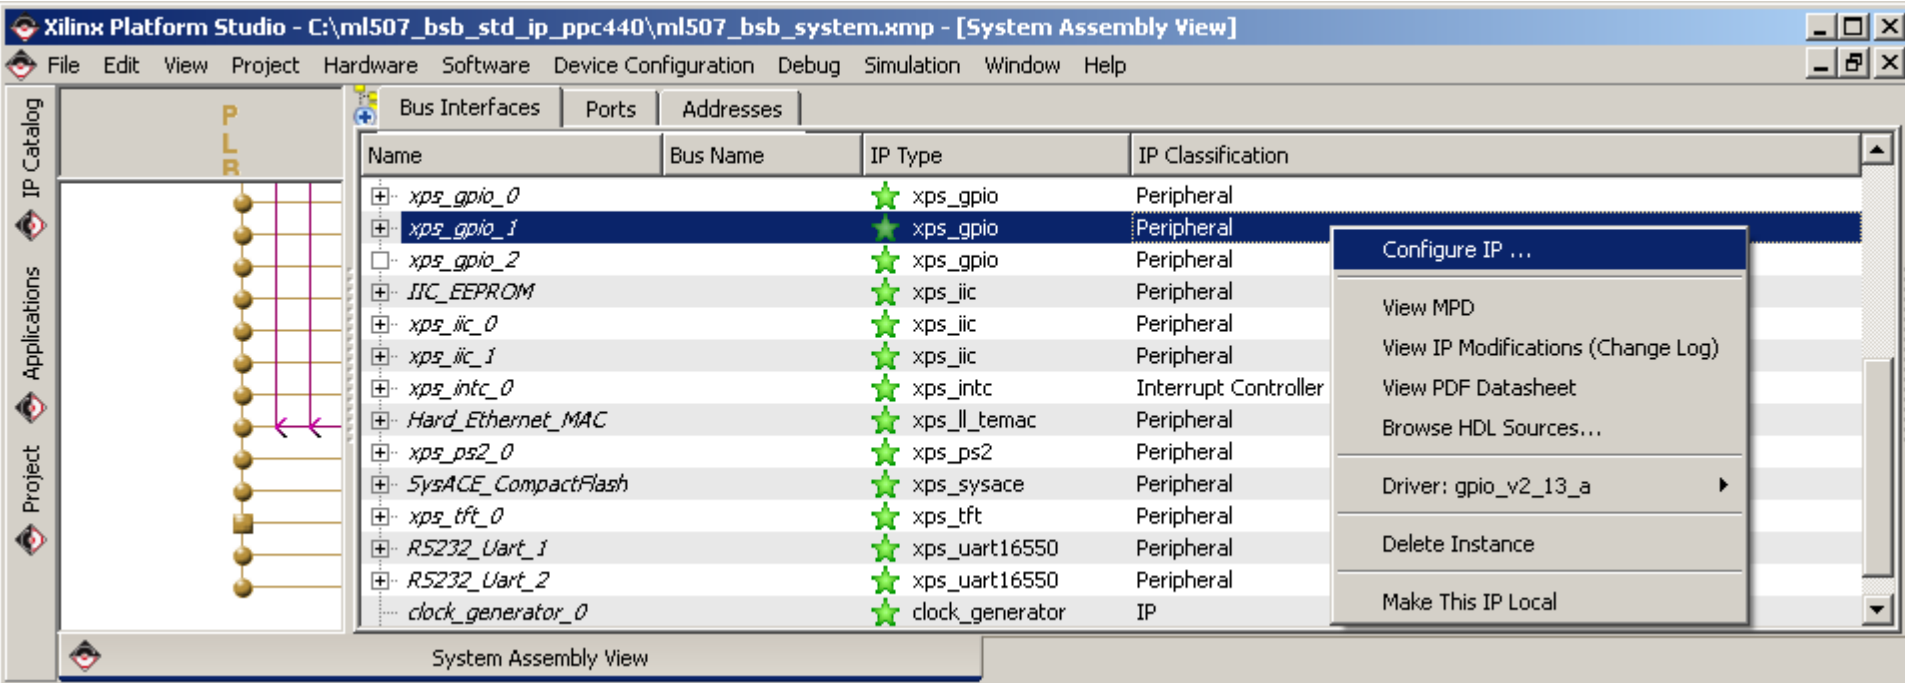 Xilinx Platform Studio - C:\ml507_bsb_std_ip_ppc440\ml507_bsb_system.xmp - [System Assembly View]
File Edit View Project Hardware Software Device Configuration Debug Simulation Window Help
IP Catalog
Applications
Project
PLB
Bus Interfaces Ports Addresses
Name Bus Name IP Type IP Classification
xps_gpio_0 xps_gpio Peripheral
xps_gpio_1 xps_gpio Peripheral
xps_gpio_2 xps_gpio Peripheral
IIC_EEPROM xps_iic Peripheral
xps_iic_0 xps_iic Peripheral
xps_iic_1 xps_iic Peripheral
xps_intc_0 xps_intc Interrupt Controller
Hard_Ethernet_MAC xps_ll_temac Peripheral
xps_ps2_0 xps_ps2 Peripheral
SysACE_CompactFlash xps_sysace Peripheral
xps_tft_0 xps_tft Peripheral
RS232_Uart_1 xps_uart16550 Peripheral
RS232_Uart_2 xps_uart16550 Peripheral
clock_generator_0 clock_generator IP
Configure IP ...
View MPD
View IP Modifications (Change Log)
View PDF Datasheet
Browse HDL Sources...
Driver: gpio_v2_13_a
Delete Instance
Make This IP Local
System Assembly View